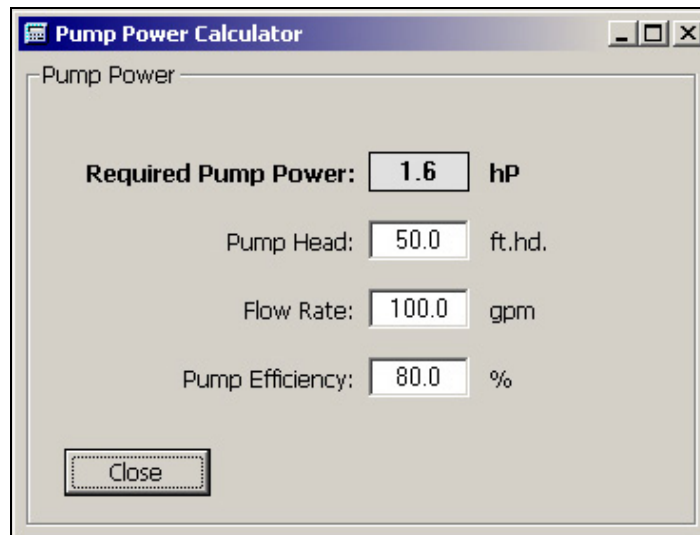 Pump Power Calculator
Pump Power
Required Pump Power: 1.6 hP
Pump Head: 50.0 ft.hd.
Flow Rate: 100.0 gpm
Pump Efficiency: 80.0 %
Close